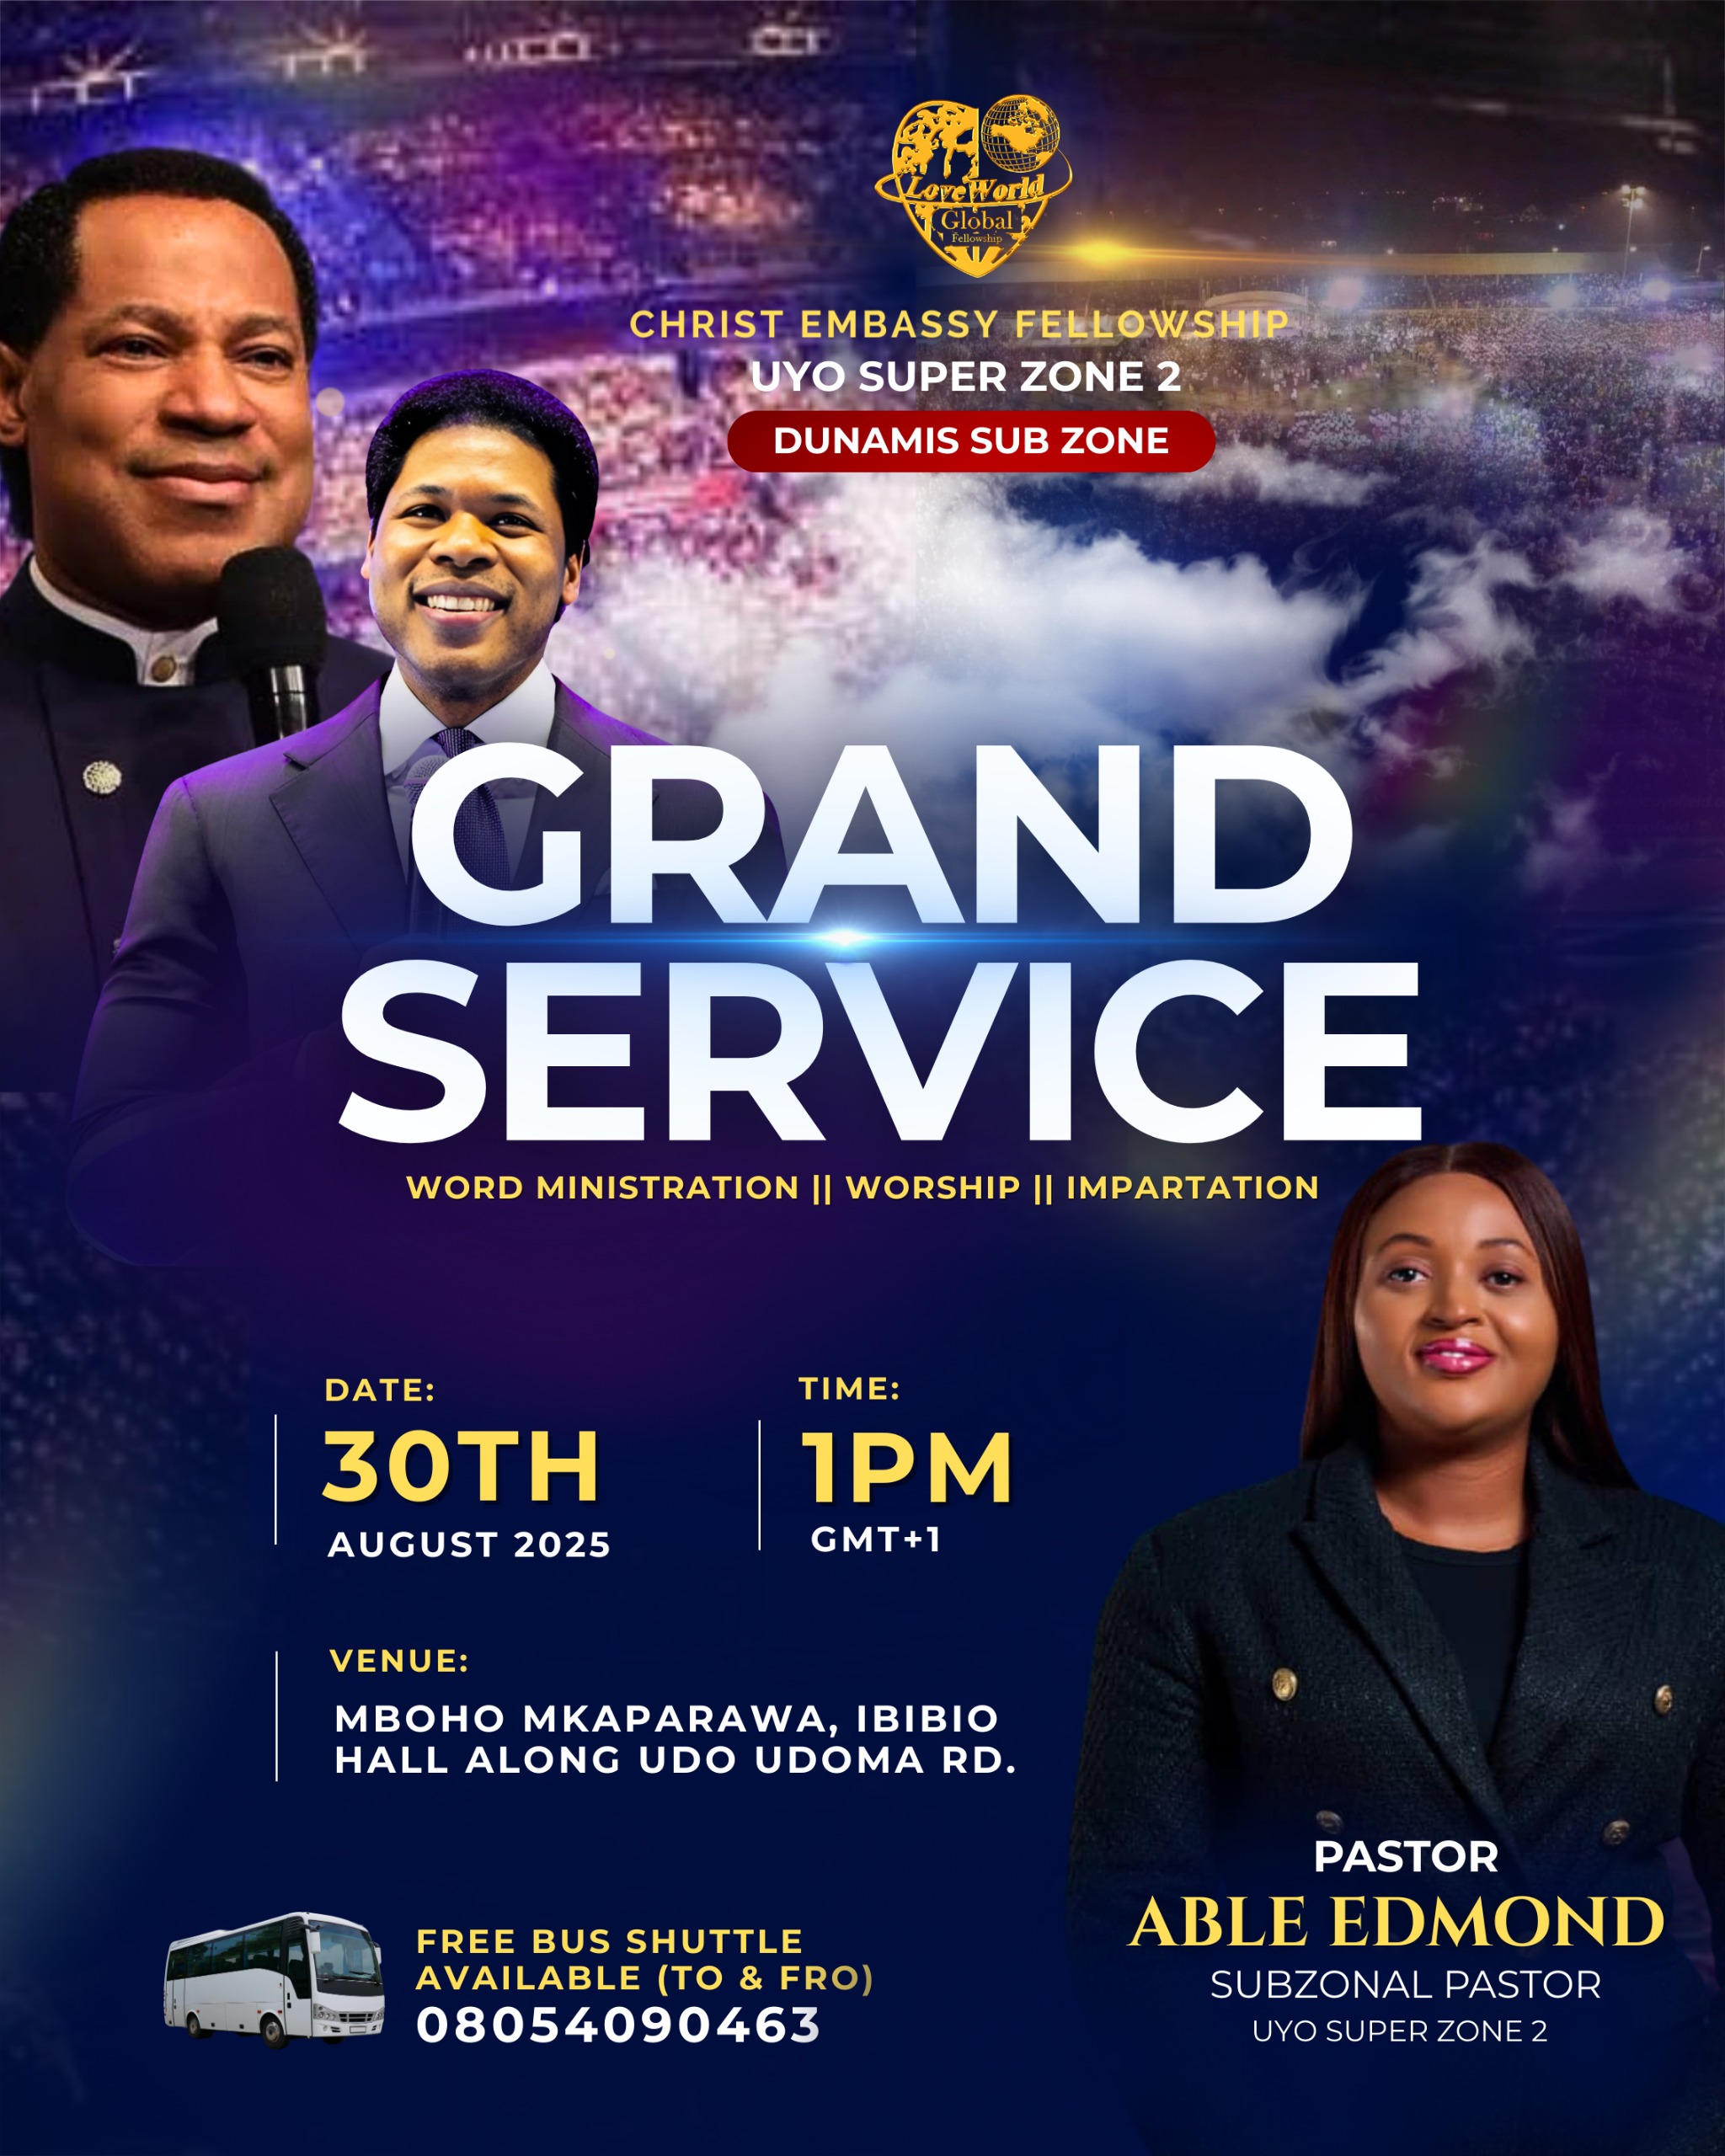 LoveWorld
Global
Fellowship
CHRIST EMBASSY FELLOWSHIP
UYO SUPER ZONE 2
DUNAMIS SUB ZONE
GRAND
SERVICE
WORD MINISTRATION || WORSHIP || IMPARTATION
DATE:
30TH
AUGUST 2025
TIME:
1PM
GMT+1
VENUE:
MBOHO MKAPARAWA, IBIBIO
HALL ALONG UDO UDOMA RD.
FREE BUS SHUTTLE
AVAILABLE (TO & FRO)
08054090463
PASTOR
ABLE EDMOND
SUBZONAL PASTOR
UYO SUPER ZONE 2